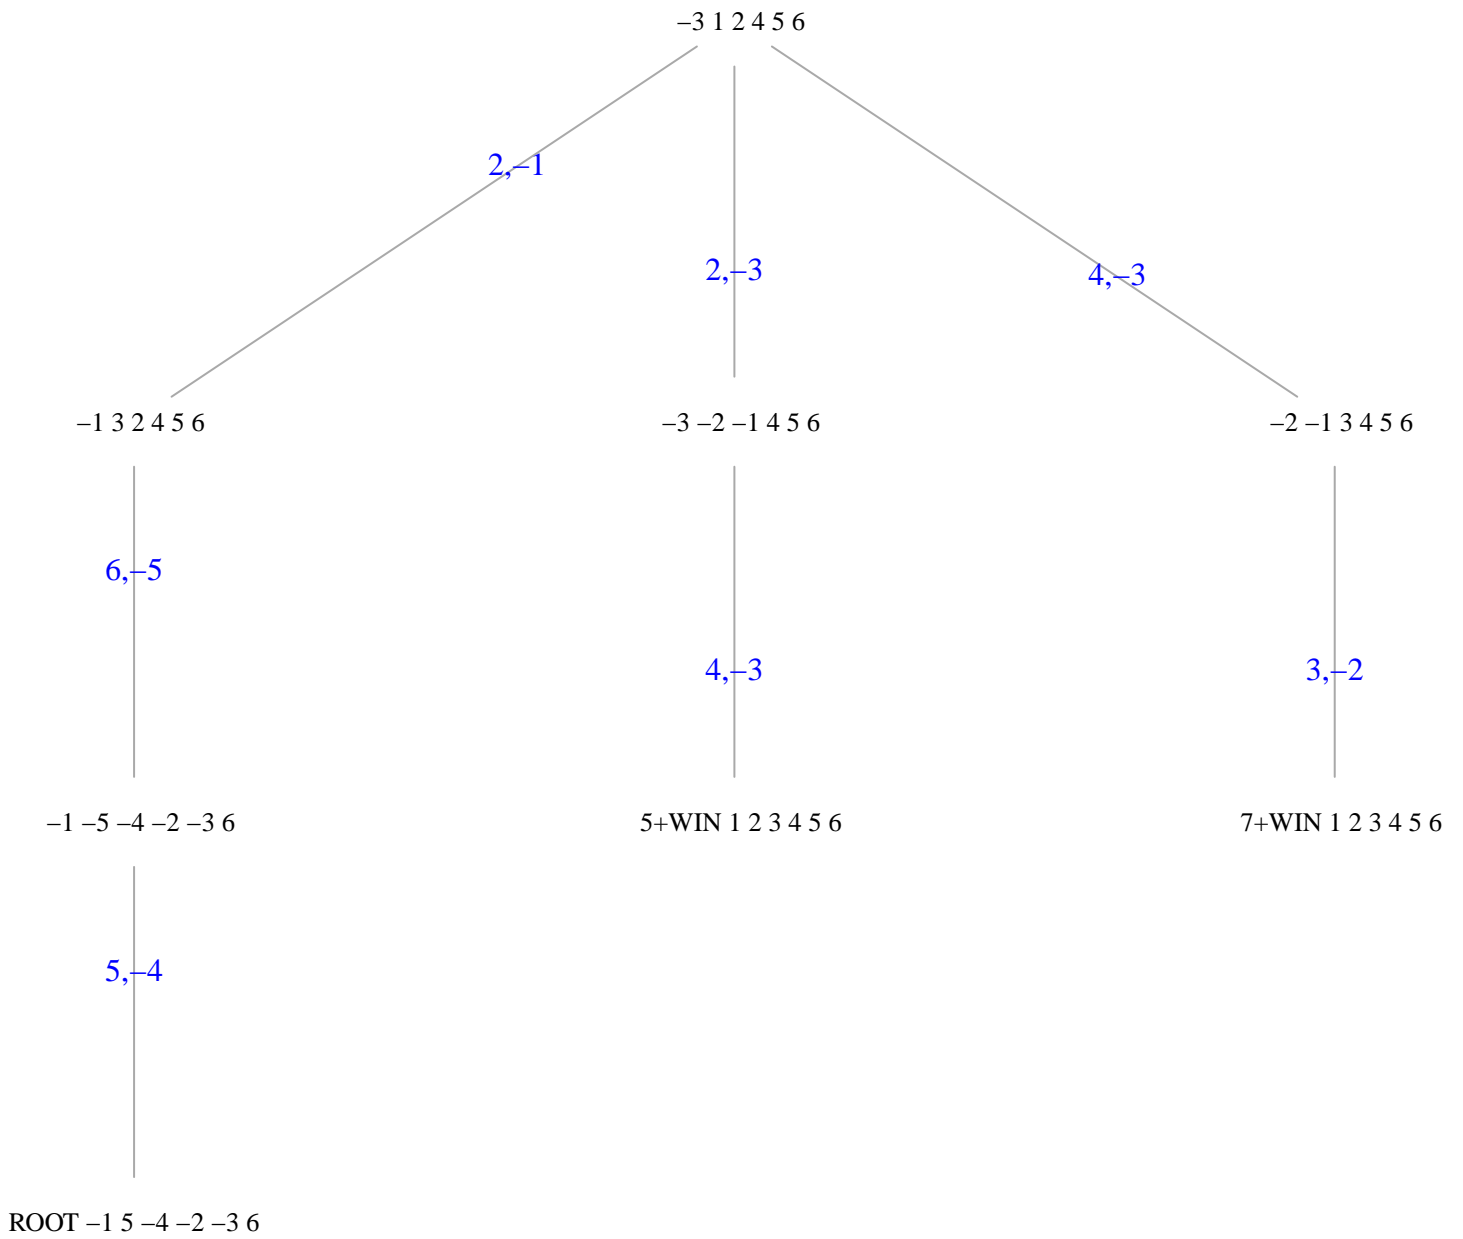 –3 1 2 4 5 6
2,–1
2,–3
4,–3
–1 3 2 4 5 6
–3 –2 –1 4 5 6
–2 –1 3 4 5 6
6,–5
4,–3
3,–2
–1 –5 –4 –2 –3 6
5+WIN 1 2 3 4 5 6
7+WIN 1 2 3 4 5 6
5,–4
ROOT –1 5 –4 –2 –3 6